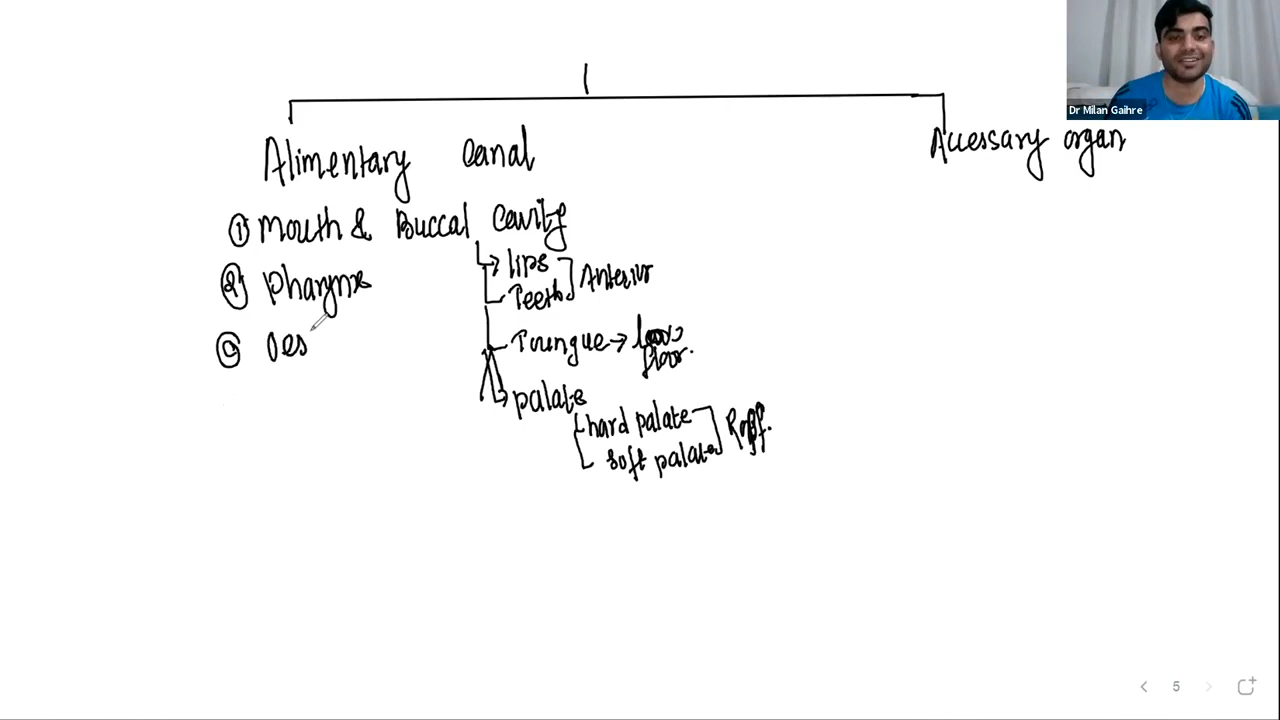 Dr Milan Gaihre
Alimentary Canal
Accessary organ
① Mouth & Buccal Cavity
lips
Teeth
Anterior
② Pharynx
Toungue →
floor.
③ Oes
palate
hard palate
soft palate
Roof.
5